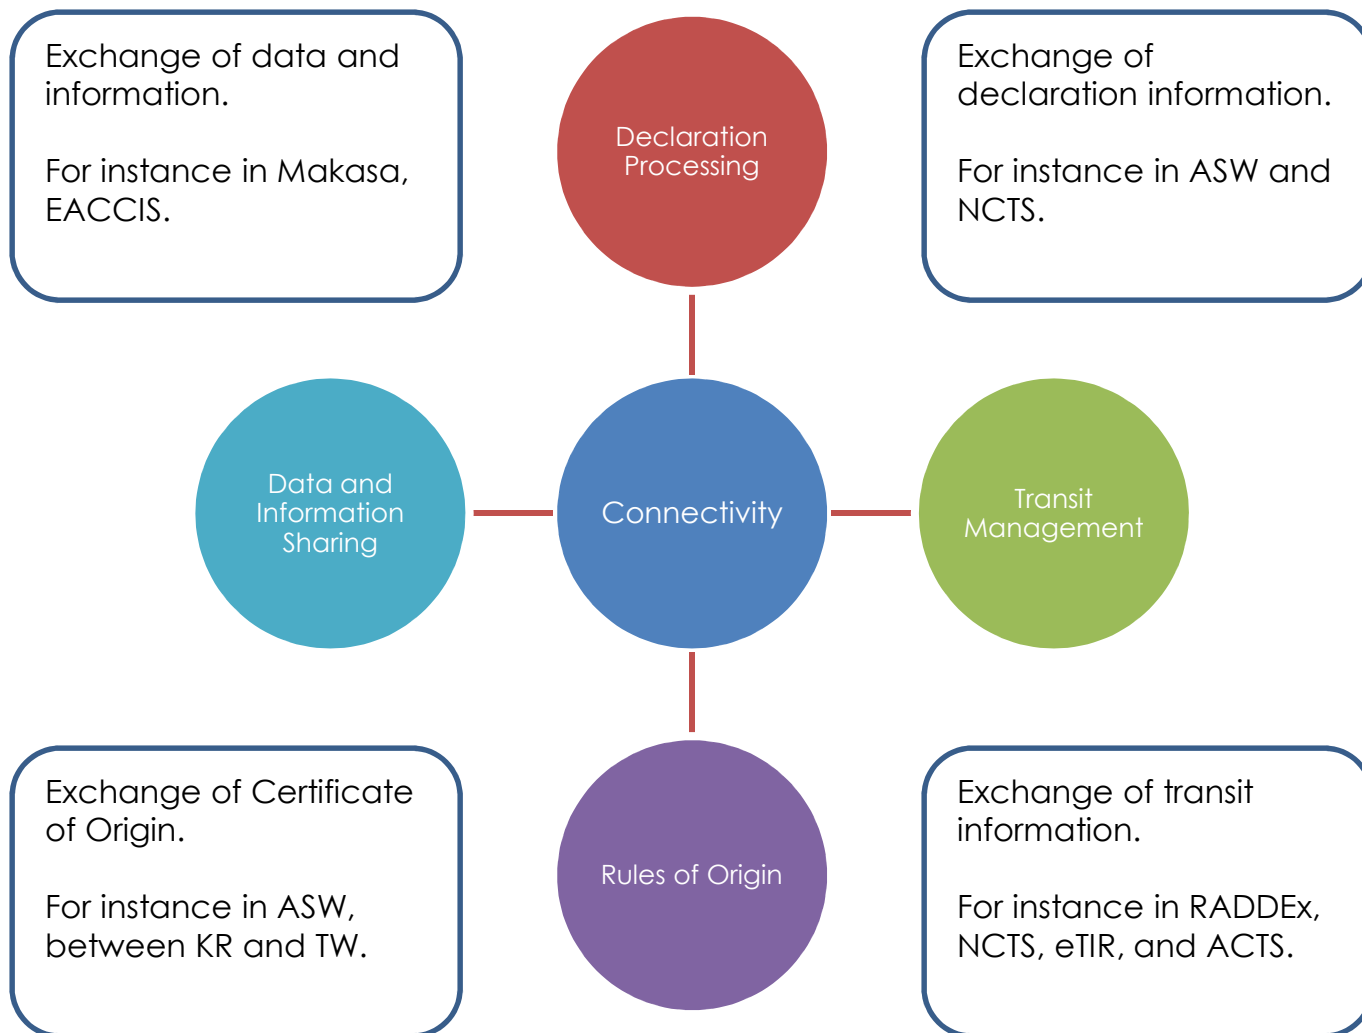 Exchange of data and
information.
For instance in Makasa,
EACCIS.
Declaration
Processing
Exchange of
declaration information.
For instance in ASW and
NCTS.
Data and
Information
Sharing
Connectivity
Transit
Management
Exchange of Certificate
of Origin.
For instance in ASW,
between KR and TW.
Rules of Origin
Exchange of transit
information.
For instance in RADDEx,
NCTS, eTIR, and ACTS.